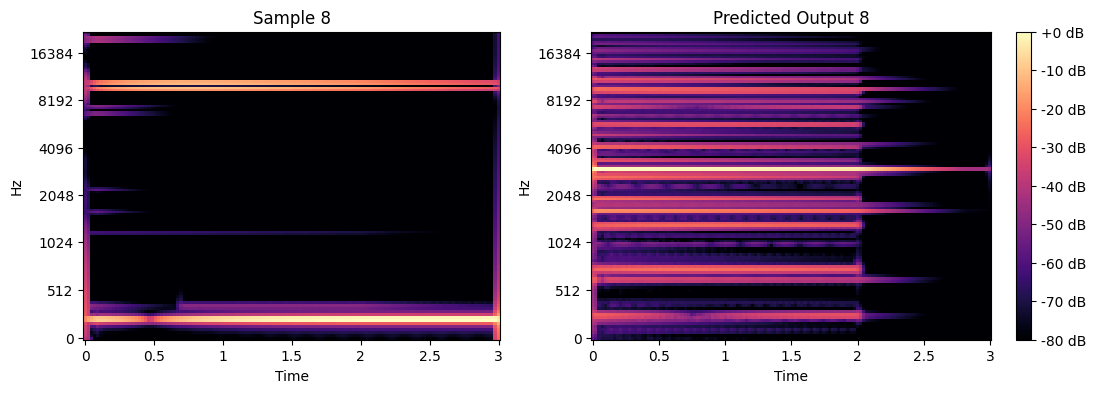 Sample 8
Predicted Output 8
Hz
16384
8192
4096
2048
1024
512
0
0
0.5
1
1.5
2
2.5
3
Time
Hz
16384
8192
4096
2048
1024
512
0
0
0.5
1
1.5
2
2.5
3
Time
+0 dB
-10 dB
-20 dB
-30 dB
-40 dB
-50 dB
-60 dB
-70 dB
-80 dB